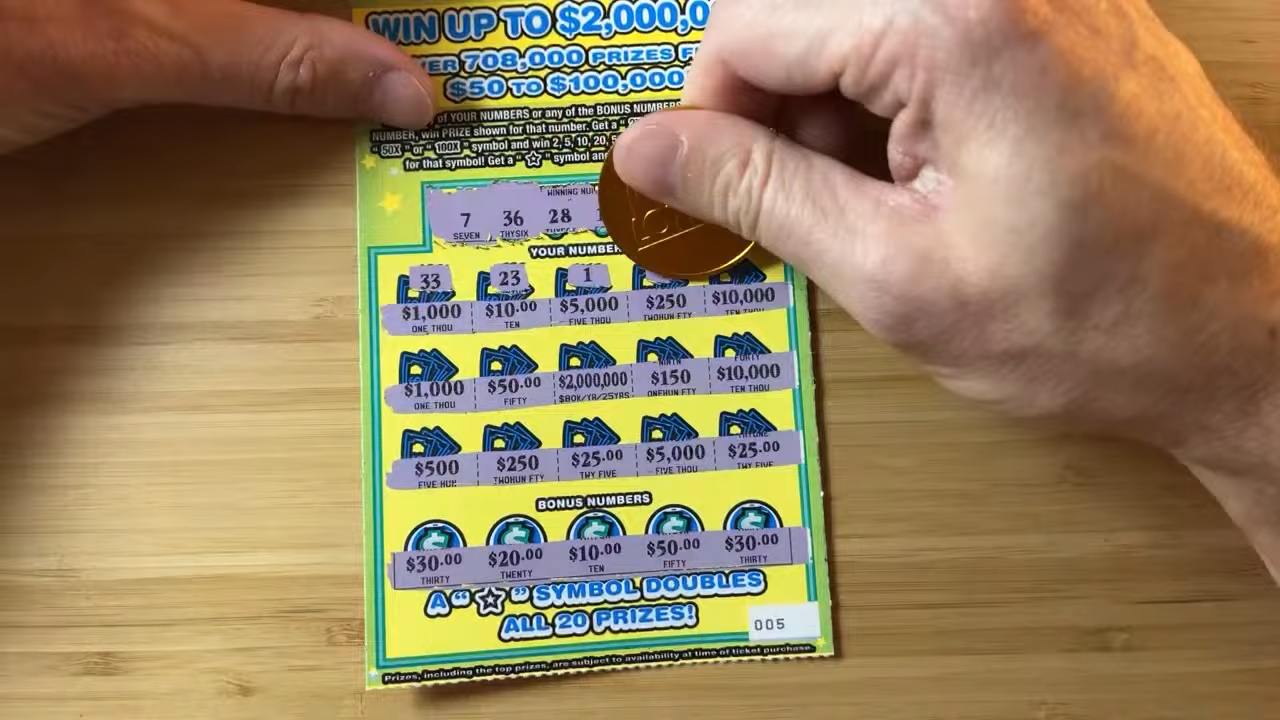 WIN UP TO $2,000,0
ER 708,000 PRIZES F
$50 TO $100,000
of YOUR NUMBERS or any of the BONUS NUMBERS
NUMBER, win PRIZE shown for that number. Get a "
"50X" or "100X" symbol and win 2, 5, 10, 20,
for that symbol! Get a "☆" symbol an
WINNING NU
7 36 28
SEVEN THYSIX
YOUR NUMBE
33 23 1
$1,000 $10.00 $5,000 $250 $10,000
ONE THOU TEN FIVE THOU TWOHUN FTY TEN THOU
FORTY
$1,000 $50.00 $2,000,000 $150 $10,000
ONE THOU FIFTY $80K/YR/25YRS ONEHUN FTY TEN THOU
$500 $250 $25.00 $5,000 $25.00
FIVE HUN TWOHUN FTY TWY FIVE FIVE THOU TWY FIVE
BONUS NUMBERS
$30.00 $20.00 $10.00 $50.00 $30.00
THIRTY TWENTY TEN FIFTY THIRTY
A "☆" SYMBOL DOUBLES
ALL 20 PRIZES!
005
Prizes, including the top prizes, are subject to availability at time of ticket purchase.